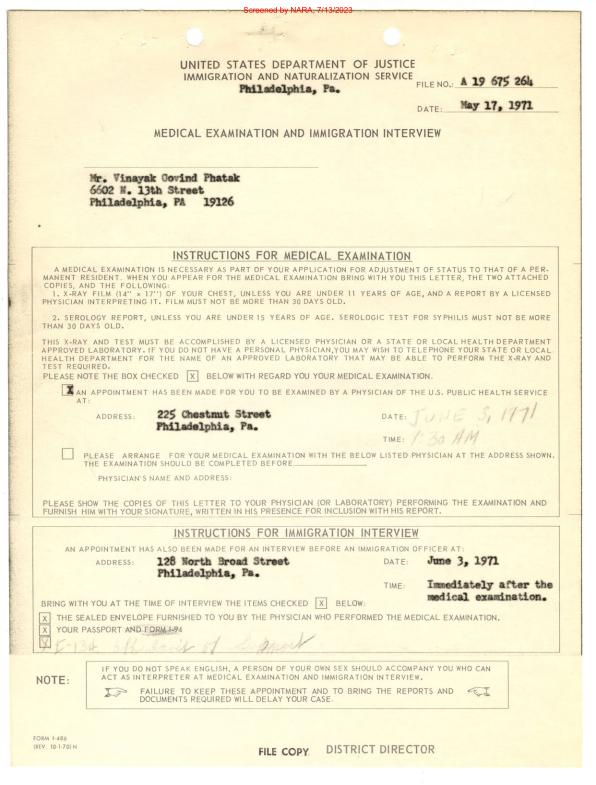 Screened by NARA, 7/13/2023
UNITED STATES DEPARTMENT OF JUSTICE
IMMIGRATION AND NATURALIZATION SERVICE
Philadelphia, Pa.
FILE NO.: A 19 675 264
DATE: May 17, 1971
MEDICAL EXAMINATION AND IMMIGRATION INTERVIEW
Mr. Vinayak Govind Phatak
6602 N. 13th Street
Philadelphia, PA 19126
INSTRUCTIONS FOR MEDICAL EXAMINATION
A MEDICAL EXAMINATION IS NECESSARY AS PART OF YOUR APPLICATION FOR ADJUSTMENT OF STATUS TO THAT OF A PER-
MANENT RESIDENT. WHEN YOU APPEAR FOR THE MEDICAL EXAMINATION BRING WITH YOU THIS LETTER, THE TWO ATTACHED
COPIES, AND THE FOLLOWING:
1. X-RAY FILM (14" x 17") OF YOUR CHEST, UNLESS YOU ARE UNDER 11 YEARS OF AGE, AND A REPORT BY A LICENSED
PHYSICIAN INTERPRETING IT. FILM MUST NOT BE MORE THAN 30 DAYS OLD.
2. SEROLOGY REPORT, UNLESS YOU ARE UNDER 15 YEARS OF AGE. SEROLOGIC TEST FOR SYPHILIS MUST NOT BE MORE
THAN 30 DAYS OLD.
THIS X-RAY AND TEST MUST BE ACCOMPLISHED BY A LICENSED PHYSICIAN OR A STATE OR LOCAL HEALTH DEPARTMENT
APPROVED LABORATORY. IF YOU DO NOT HAVE A PERSONAL PHYSICIAN, YOU MAY WISH TO TELEPHONE YOUR STATE OR LOCAL
HEALTH DEPARTMENT FOR THE NAME OF AN APPROVED LABORATORY THAT MAY BE ABLE TO PERFORM THE X-RAY AND
TEST REQUIRED.
PLEASE NOTE THE BOX CHECKED X BELOW WITH REGARD YOU YOUR MEDICAL EXAMINATION.
X AN APPOINTMENT HAS BEEN MADE FOR YOU TO BE EXAMINED BY A PHYSICIAN OF THE U.S. PUBLIC HEALTH SERVICE
AT:
ADDRESS: 225 Chestnut Street DATE: JUNE 3, 1971
Philadelphia, Pa.
TIME: :30 AM
PLEASE ARRANGE FOR YOUR MEDICAL EXAMINATION WITH THE BELOW LISTED PHYSICIAN AT THE ADDRESS SHOWN.
THE EXAMINATION SHOULD BE COMPLETED BEFORE
PHYSICIAN'S NAME AND ADDRESS:
PLEASE SHOW THE COPIES OF THIS LETTER TO YOUR PHYSICIAN (OR LABORATORY) PERFORMING THE EXAMINATION AND
FURNISH HIM WITH YOUR SIGNATURE, WRITTEN IN HIS PRESENCE FOR INCLUSION WITH HIS REPORT.
INSTRUCTIONS FOR IMMIGRATION INTERVIEW
AN APPOINTMENT HAS ALSO BEEN MADE FOR AN INTERVIEW BEFORE AN IMMIGRATION OFFICER AT:
ADDRESS: 128 North Broad Street DATE: June 3, 1971
Philadelphia, Pa.
TIME: Immediately after the
medical examination.
BRING WITH YOU AT THE TIME OF INTERVIEW THE ITEMS CHECKED X BELOW:
X THE SEALED ENVELOPE FURNISHED TO YOU BY THE PHYSICIAN WHO PERFORMED THE MEDICAL EXAMINATION.
X YOUR PASSPORT AND FORM I-94
of Support
NOTE: IF YOU DO NOT SPEAK ENGLISH, A PERSON OF YOUR OWN SEX SHOULD ACCOMPANY YOU WHO CAN
ACT AS INTERPRETER AT MEDICAL EXAMINATION AND IMMIGRATION INTERVIEW.
FAILURE TO KEEP THESE APPOINTMENT AND TO BRING THE REPORTS AND
DOCUMENTS REQUIRED WILL DELAY YOUR CASE.
FORM I-486
(REV. 10-1-70) N
FILE COPY DISTRICT DIRECTOR